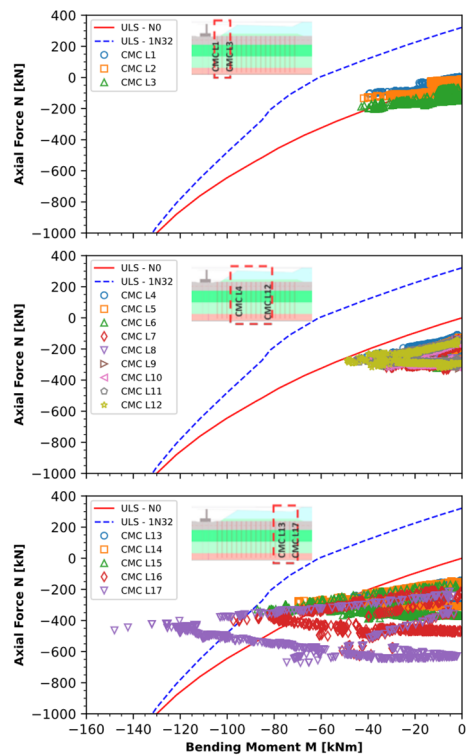 400
200
0
−200
−400
−600
−800
−1000
Axial Force N [kN]
ULS - N0
ULS - 1N32
CMC L1
CMC L2
CMC L3
CMC L1
CMC L3
400
200
0
−200
−400
−600
−800
−1000
Axial Force N [kN]
ULS - N0
ULS - 1N32
CMC L4
CMC L5
CMC L6
CMC L7
CMC L8
CMC L9
CMC L10
CMC L11
CMC L12
CMC L4
CMC L12
400
200
0
−200
−400
−600
−800
−1000
Axial Force N [kN]
ULS - N0
ULS - 1N32
CMC L13
CMC L14
CMC L15
CMC L16
CMC L17
CMC L13
CMC L17
−160 −140 −120 −100 −80 −60 −40 −20 0
Bending Moment M [kNm]